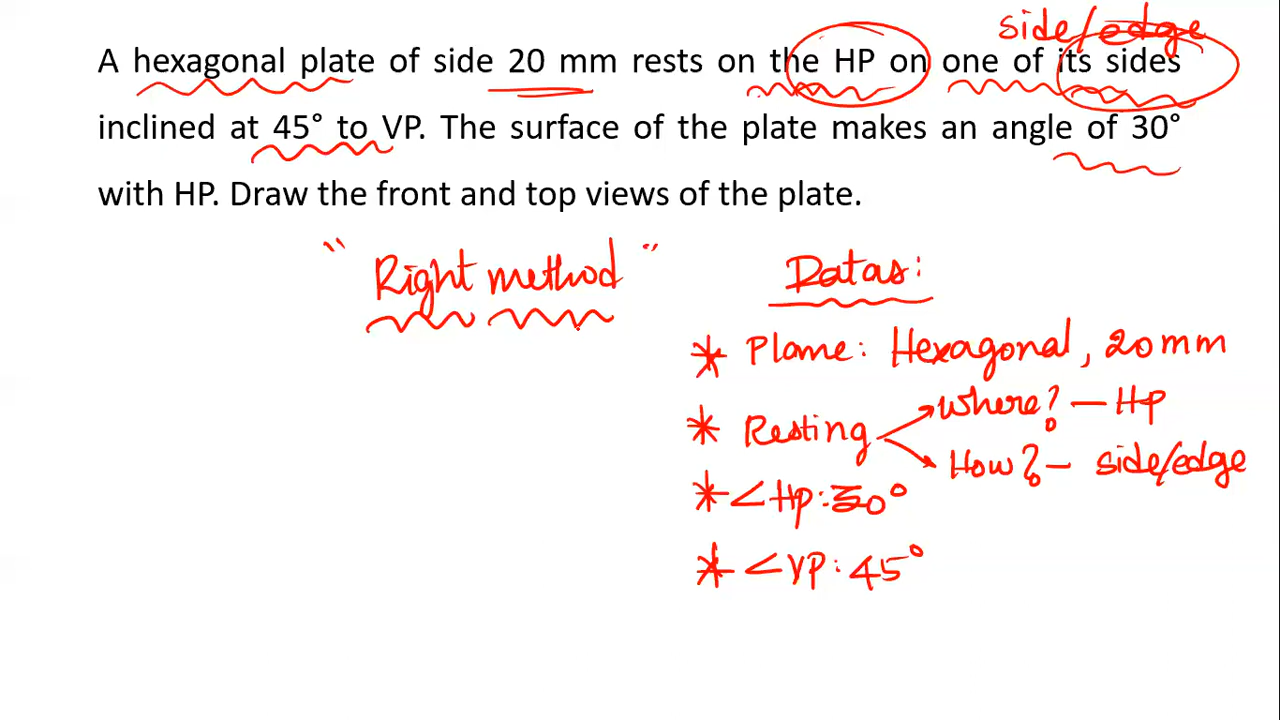 side/edge
A hexagonal plate of side 20 mm rests on the HP on one of its sides
inclined at 45° to VP. The surface of the plate makes an angle of 30°
with HP. Draw the front and top views of the plate.
"Right method"
Datas:
* Plane: Hexagonal, 20mm
* Resting
Where? — Hp
How? — side/edge
* ∠Hp: 30°
* ∠VP: 45°